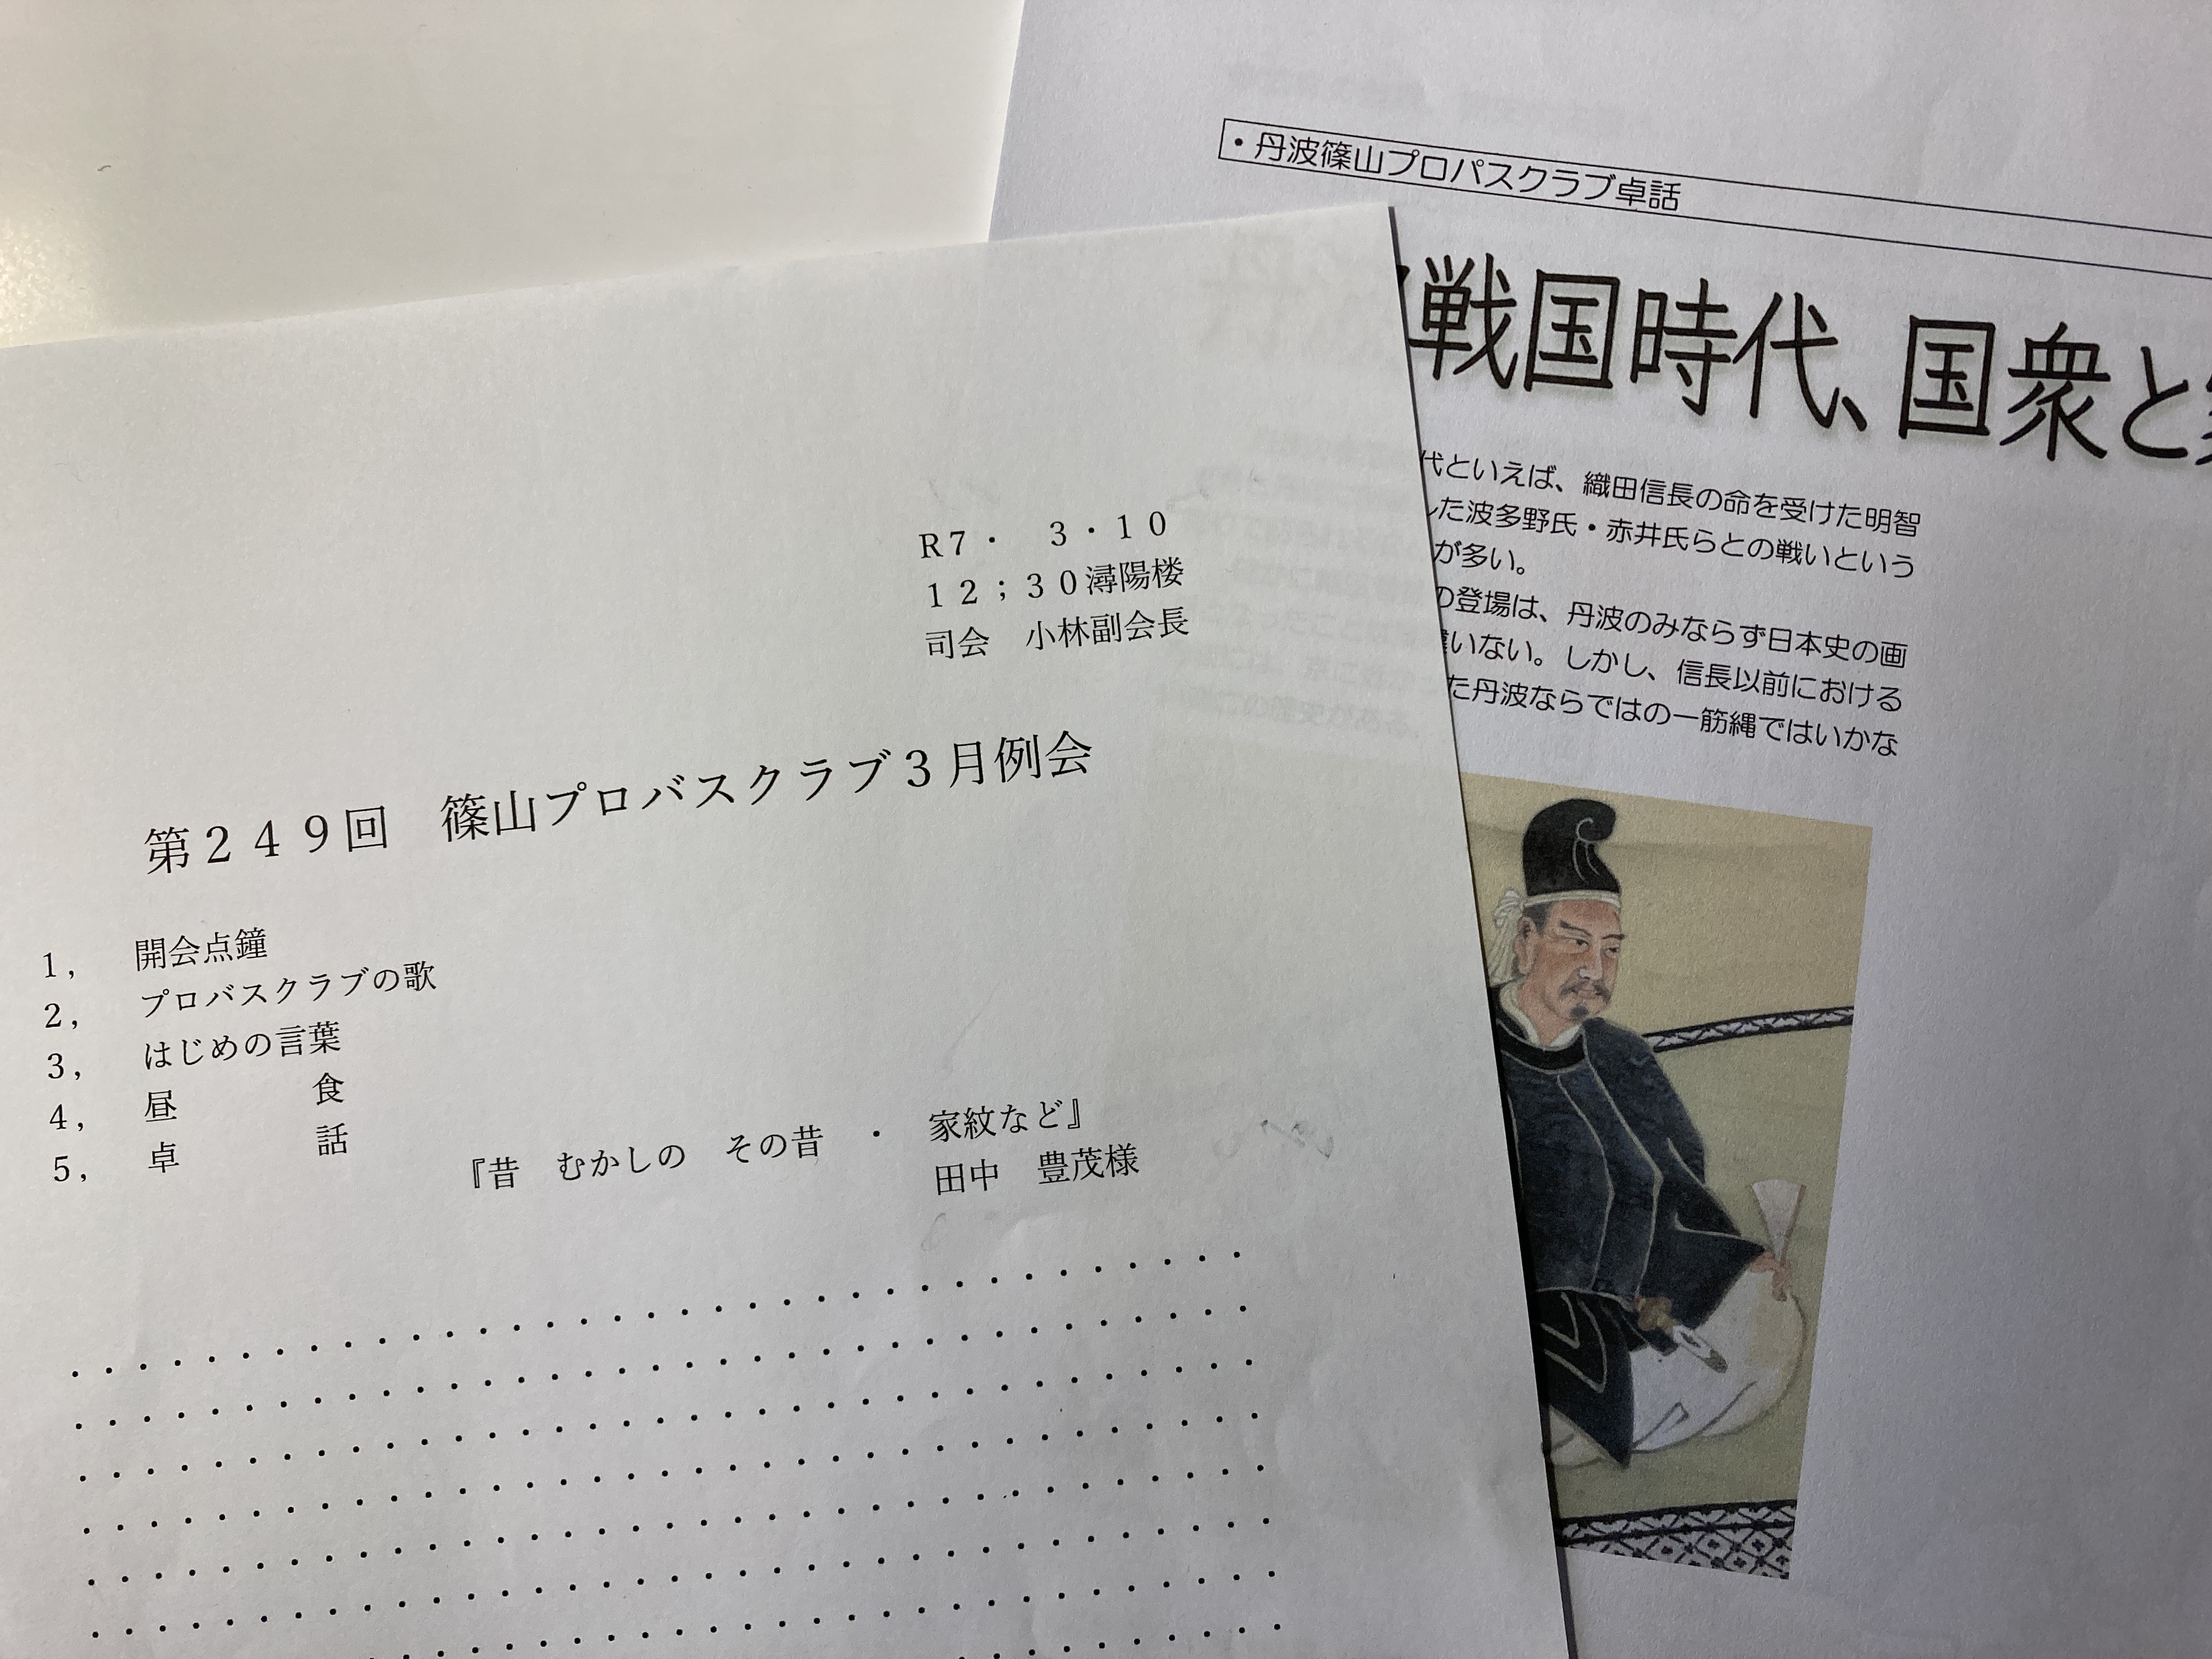 ・丹波篠山プロパスクラブ卓話
戦国時代、国衆と
代といえば、織田信長の命を受けた明智
した波多野氏・赤井氏らとの戦いという
が多い。
の登場は、丹波のみならず日本史の画
違いない。しかし、信長以前における
た丹波ならではの一筋縄ではいかな
R7・ 3・10
12;30潯陽楼
司会 小林副会長
第249回 篠山プロバスクラブ3月例会
1, 開会点鐘
2, プロバスクラブの歌
3, はじめの言葉
4, 昼 食
5, 卓 話
『昔 むかしの その昔 ・ 家紋など』
田中 豊茂様